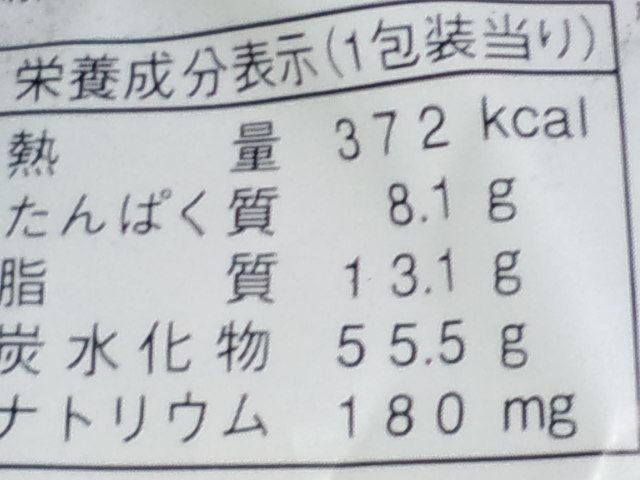 栄養成分表示(1包装当り)
熱量 372 kcal
たんぱく質 8.1 g
脂質 13.1 g
炭水化物 55.5 g
ナトリウム 180 mg